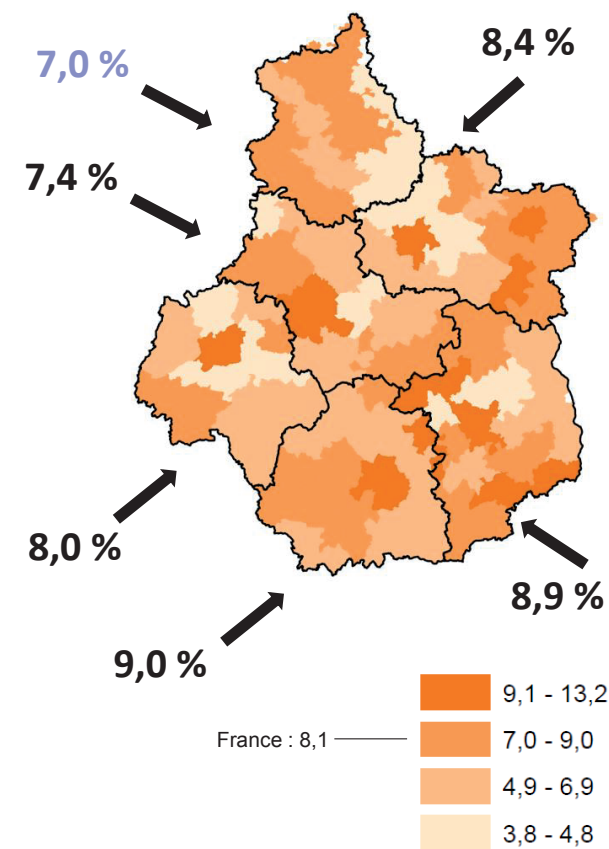 8,4 %
7,0 %
7,4 %
8,0 %
8,9 %
9,0 %
9,1 - 13,2
France : 8,1
7,0 - 9,0
4,9 - 6,9
3,8 - 4,8